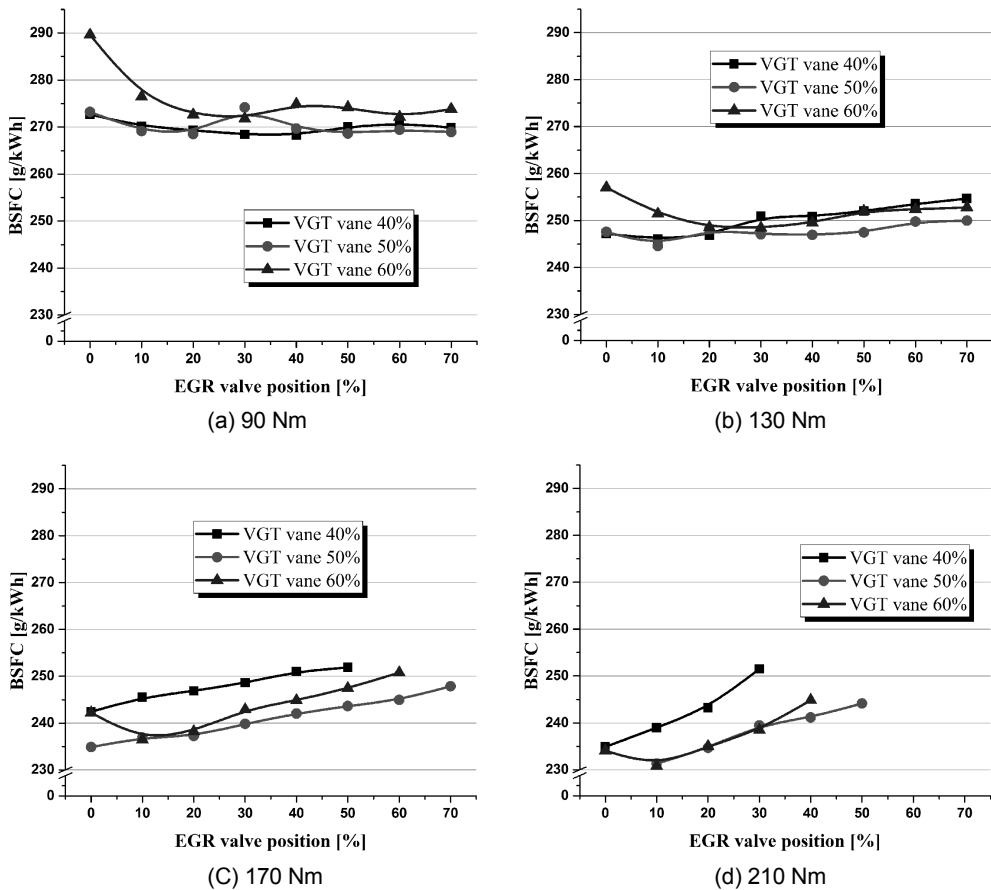 290
280
270
260
250
240
230
0
BSFC [g/kWh]
VGT vane 40%
VGT vane 50%
VGT vane 60%
0 10 20 30 40 50 60 70
EGR valve position [%]
(a) 90 Nm
290
280
270
260
250
240
230
0
BSFC [g/kWh]
VGT vane 40%
VGT vane 50%
VGT vane 60%
0 10 20 30 40 50 60 70
EGR valve position [%]
(b) 130 Nm
290
280
270
260
250
240
230
0
BSFC [g/kWh]
VGT vane 40%
VGT vane 50%
VGT vane 60%
0 10 20 30 40 50 60 70
EGR valve position [%]
(C) 170 Nm
290
280
270
260
250
240
230
0
BSFC [g/kWh]
VGT vane 40%
VGT vane 50%
VGT vane 60%
0 10 20 30 40 50 60 70
EGR valve position [%]
(d) 210 Nm